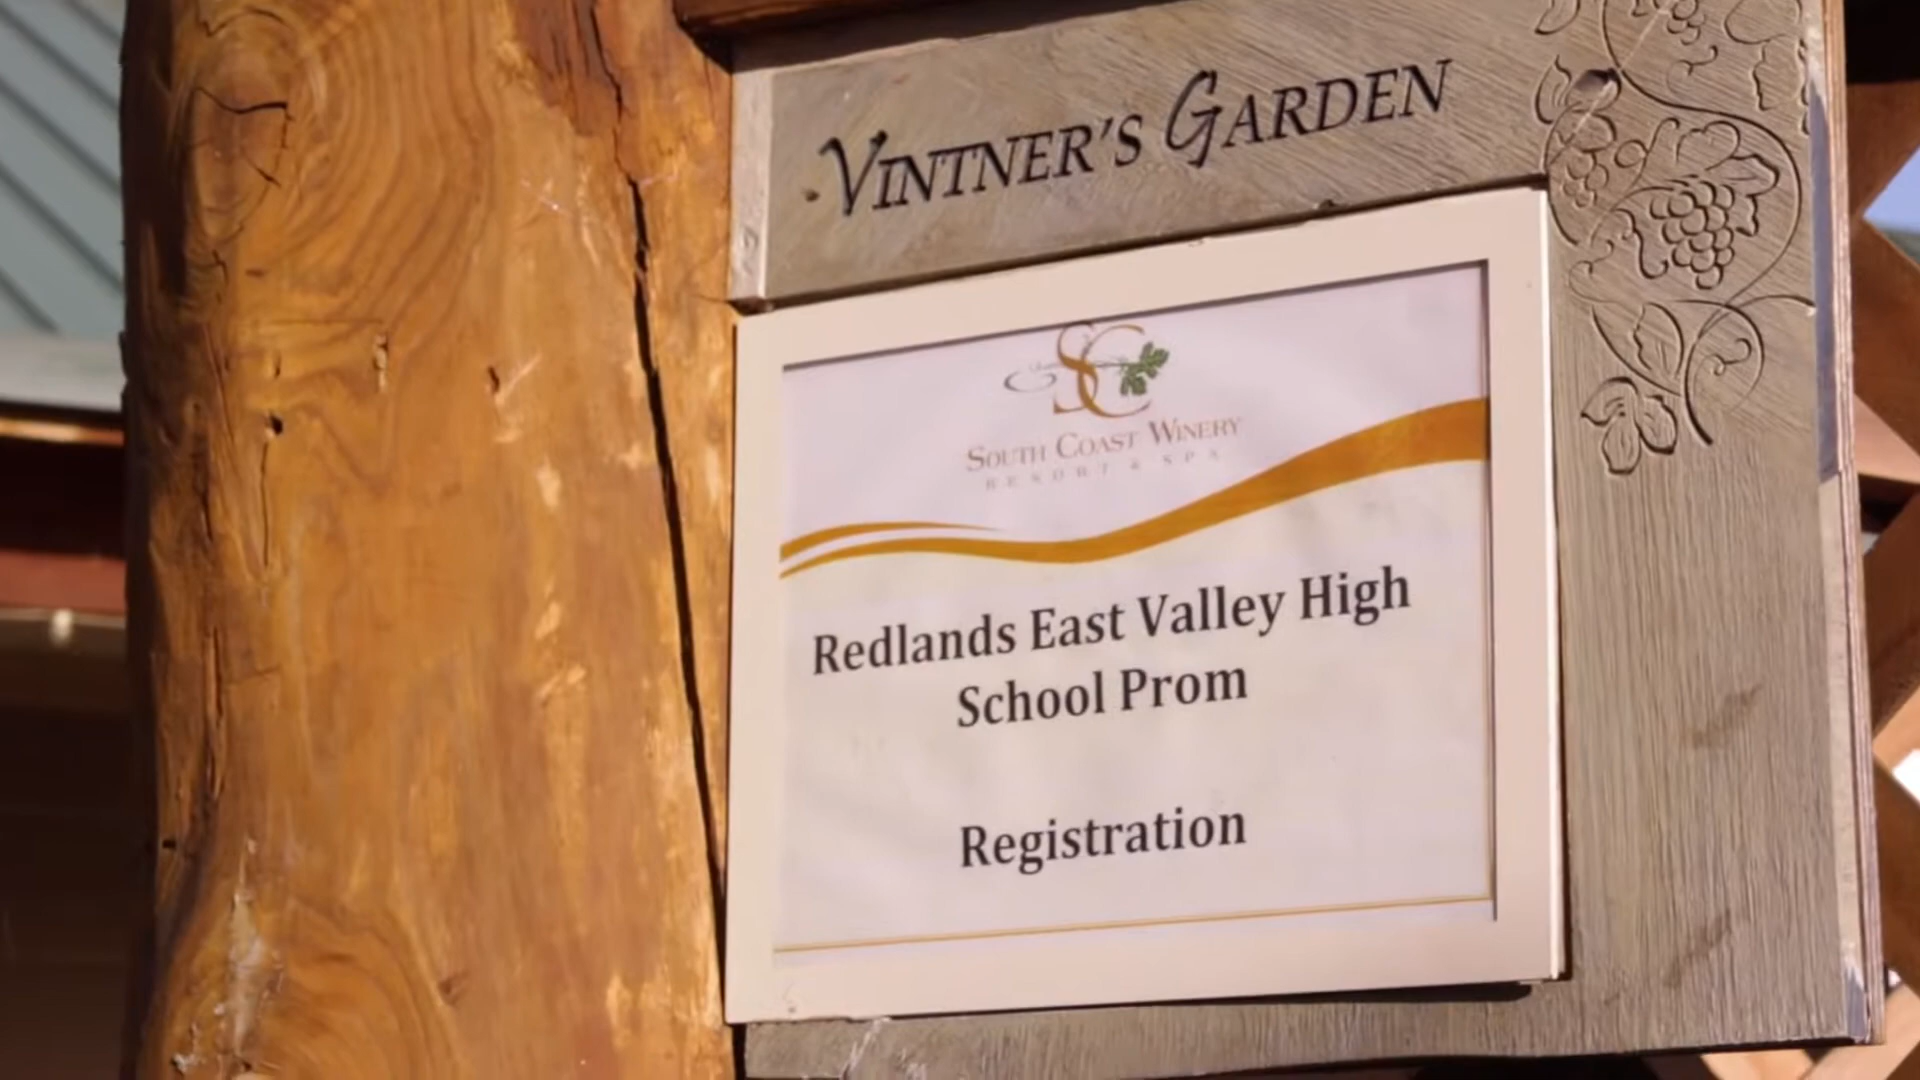 VINTNER'S GARDEN
SC
SOUTH COAST WINERY
RESORT & SPA
Redlands East Valley High
School Prom
Registration